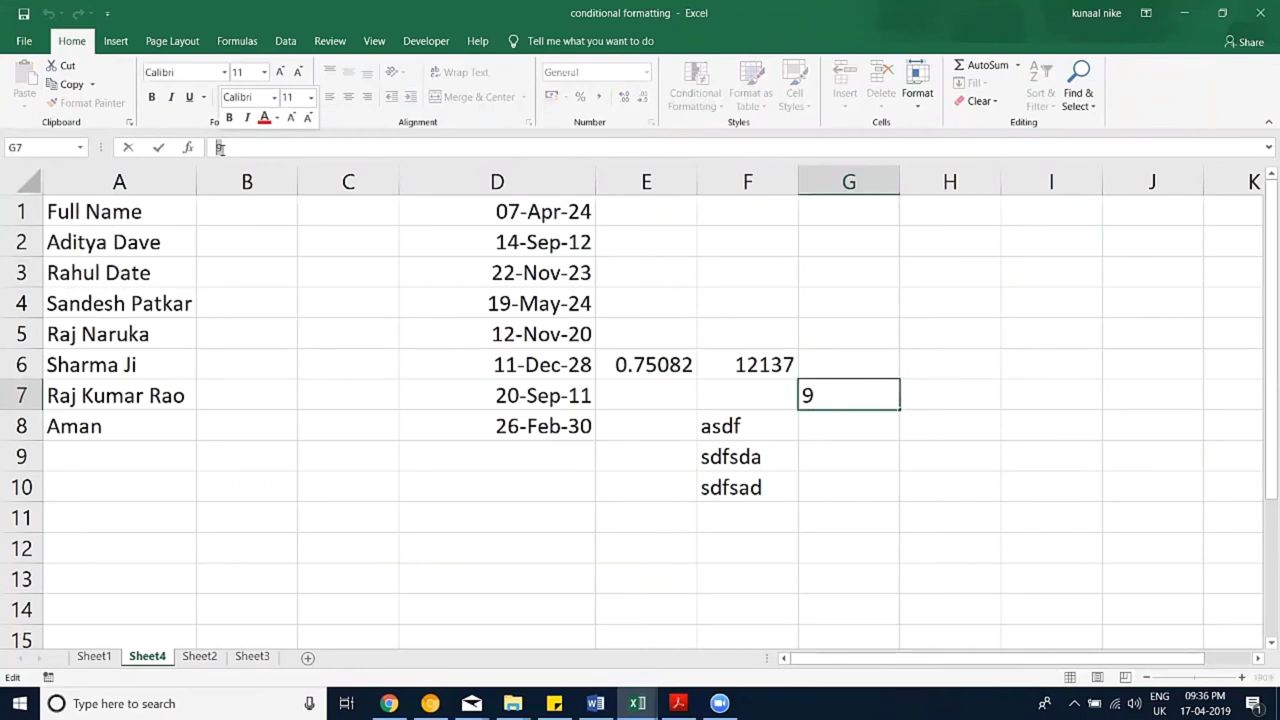 conditional formatting - Excel
kunaal nike
File Home Insert Page Layout Formulas Data Review View Developer Help Tell me what you want to do Share
Paste
Cut
Copy
Format Painter
Clipboard
Calibri 11
Calibri 11
B I U
B I A
Wrap Text
Merge & Center
Alignment
General
% ,
Number
Conditional Formatting
Format as Table
Cell Styles
Styles
Insert
Delete
Format
Cells
AutoSum
Fill
Clear
Sort & Filter
Find & Select
Editing
G7 fx 9
A B C D E F G H I J K
1 Full Name 07-Apr-24
2 Aditya Dave 14-Sep-12
3 Rahul Date 22-Nov-23
4 Sandesh Patkar 19-May-24
5 Raj Naruka 12-Nov-20
6 Sharma Ji 11-Dec-28 0.75082 12137
7 Raj Kumar Rao 20-Sep-11 9
8 Aman 26-Feb-30 asdf
9 sdfsda
10 sdfsad
11
12
13
14
15
Sheet1 Sheet4 Sheet2 Sheet3
Edit
Type here to search
ENG
UK
09:36 PM
17-04-2019